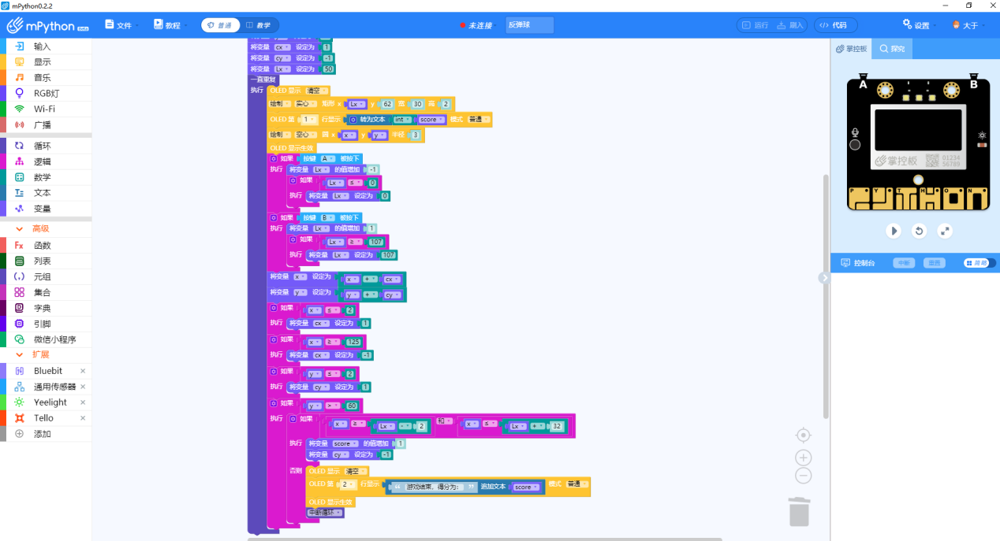 mPython0.2.2
mPython beta 文件 教程 普通 教学 未连接 反弹球 运行 刷入 代码 设置 大于
输入
显示
音乐
RGB灯
Wi-Fi
广播
循环
逻辑
数学
文本
变量
高级
Fx 函数
列表
元组
集合
字典
引脚
微信小程序
扩展
Bluebit ×
通用传感器 ×
Yeelight ×
Tello ×
添加
将变量 cx 设定为 1
将变量 cy 设定为 -1
将变量 Lx 设定为 50
一直重复
执行 OLED 显示 清空
绘制 实心 矩形 x Lx y 62 宽 30 高 2
OLED 第 1 行显示 转为文本 int score 模式 普通
绘制 空心 圆 x x y y 半径 3
OLED 显示生效
如果 按键 A 被按下
执行 将变量 Lx 的值增加 -1
如果 Lx ≤ 0
执行 将变量 Lx 设定为 0
如果 按键 B 被按下
执行 将变量 Lx 的值增加 1
如果 Lx ≥ 107
执行 将变量 Lx 设定为 107
将变量 x 设定为 x + cx
将变量 y 设定为 y + cy
如果 x ≤ 2
执行 将变量 cx 设定为 1
如果 x ≥ 125
执行 将变量 cx 设定为 -1
如果 y ≤ 2
执行 将变量 cy 设定为 1
如果 y > 60
执行 如果 x ≥ Lx - 2 和 x ≤ Lx + 32
执行 将变量 score 的值增加 1
将变量 cy 设定为 -1
否则 OLED 显示 清空
OLED 第 2 行显示 “ 游戏结束，得分为： ” 追加文本 score 模式 普通
OLED 显示生效
中断循环
掌控板 探究
A B
掌控板 01234
56789
P Y T H O N
控制台 中断 重置 简略